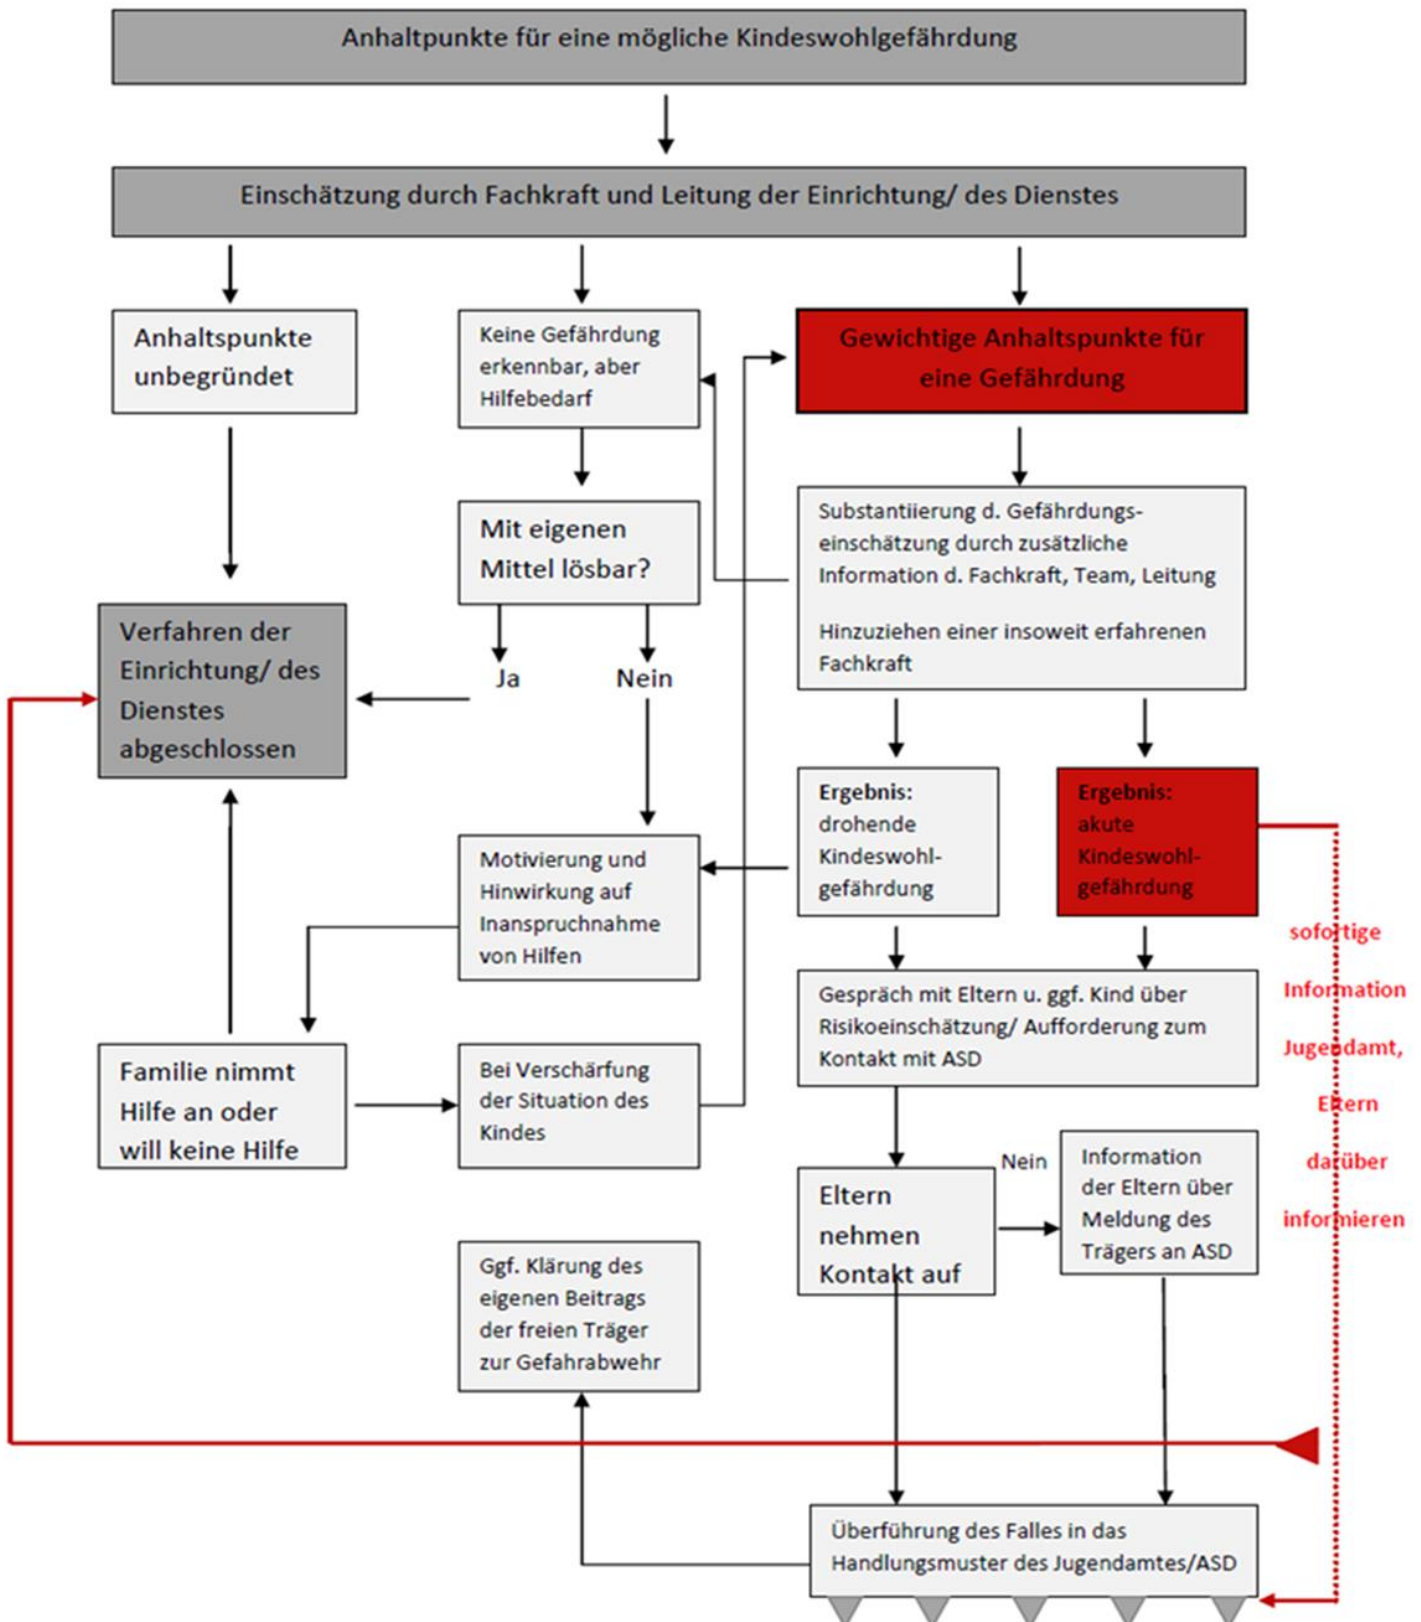 Anhaltpunkte für eine mögliche Kindeswohlgefährdung
Einschätzung durch Fachkraft und Leitung der Einrichtung/ des Dienstes
Anhaltspunkte
unbegründet
Keine Gefährdung
erkennbar, aber
Hilfebedarf
Gewichtige Anhaltspunkte für
eine Gefährdung
Mit eigenen
Mittel lösbar?
Substantiierung d. Gefährdungs-
einschätzung durch zusätzliche
Information d. Fachkraft, Team, Leitung
Hinzuziehen einer insoweit erfahrenen
Fachkraft
Verfahren der
Einrichtung/ des
Dienstes
abgeschlossen
Ja
Nein
Ergebnis:
drohende
Kindeswohl-
gefährdung
Ergebnis:
akute
Kindeswohl-
gefährdung
Motivierung und
Hinwirkung auf
Inanspruchnahme
von Hilfen
sofortige
Information
Jugendamt,
Eltern
darüber
informieren
Gespräch mit Eltern u. ggf. Kind über
Risikoeinschätzung/ Aufforderung zum
Kontakt mit ASD
Familie nimmt
Hilfe an oder
will keine Hilfe
Bei Verschärfung
der Situation des
Kindes
Eltern
nehmen
Kontakt auf
Nein
Information
der Eltern über
Meldung des
Trägers an ASD
Ggf. Klärung des
eigenen Beitrags
der freien Träger
zur Gefahrabwehr
Überführung des Falles in das
Handlungsmuster des Jugendamtes/ASD